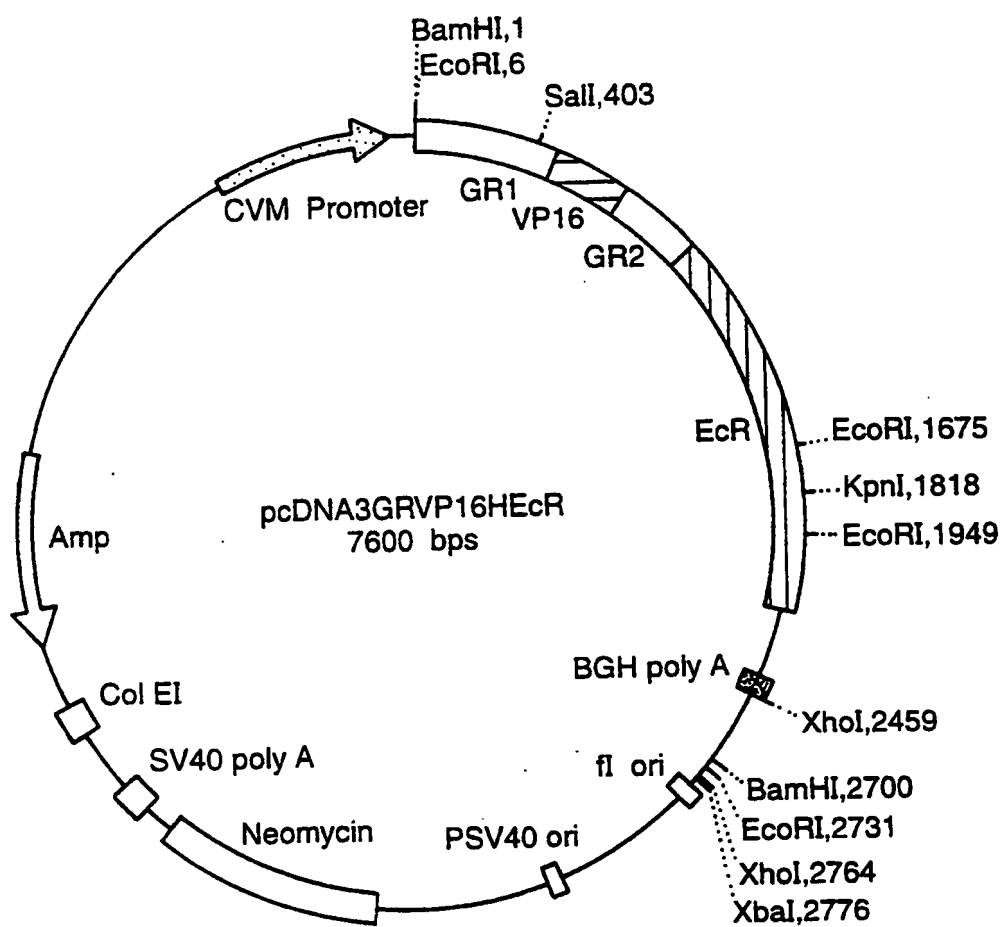 BamHI,1
EcoRI,6
SalI,403
CVM Promoter
GR1
VP16
GR2
EcR
EcoRI,1675
KpnI,1818
EcoRI,1949
pcDNA3GRVP16HEcR
7600 bps
Amp
BGH poly A
XhoI,2459
Col EI
SV40 poly A
fI ori
BamHI,2700
Neomycin
PSV40 ori
EcoRI,2731
XhoI,2764
XbaI,2776